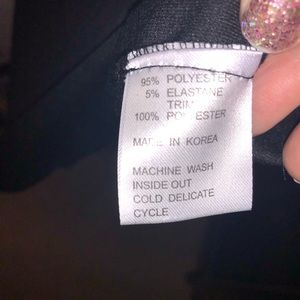 95% POLYESTER
5% ELASTANE
TRIM
100% POLYESTER
MADE IN KOREA
MACHINE WASH
INSIDE OUT
COLD DELICATE
CYCLE